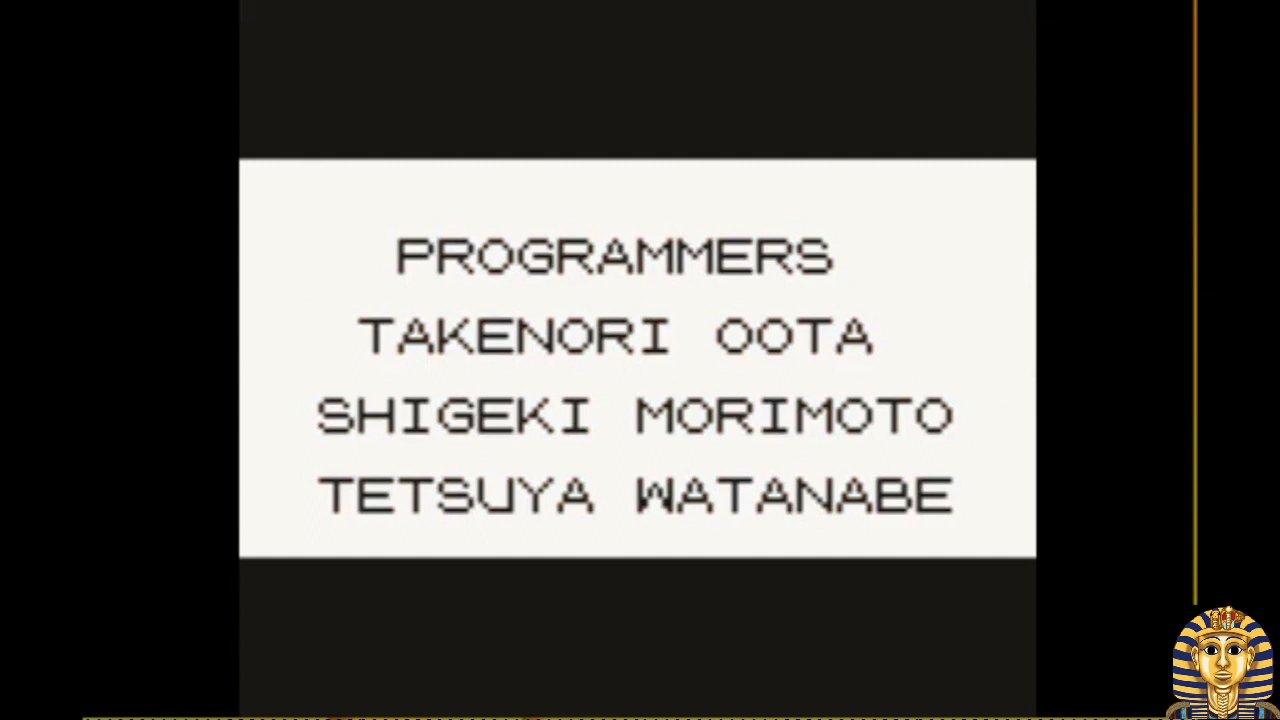 PROGRAMMERS
TAKENORI OOTA
SHIGEKI MORIMOTO
TETSUYA WATANABE